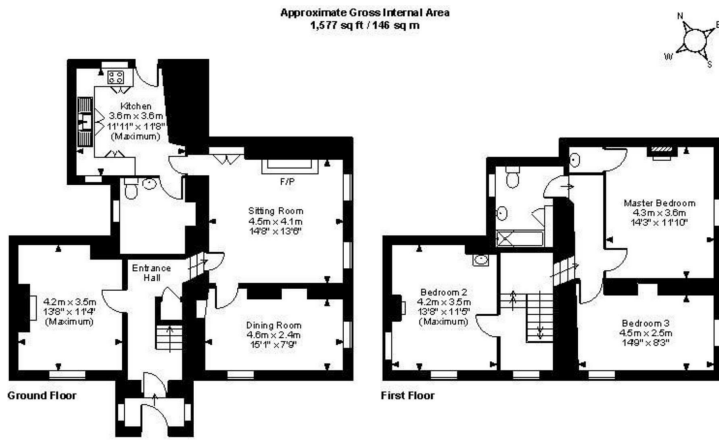 Approximate Gross Internal Area
1,577 sq ft / 146 sq m
N
E
W
S
Kitchen
3.6m x 3.6m
11'11" x 11'8"
(Maximum)
F/P
Sitting Room
4.5m x 4.1m
14'8" x 13'6"
Entrance
Hall
4.2m x 3.5m
13'8" x 11'4"
(Maximum)
Dining Room
4.6m x 2.4m
15'1" x 7'9"
Ground Floor
Master Bedroom
4.3m x 3.6m
14'3" x 11'10"
Bedroom 2
4.2m x 3.5m
13'8" x 11'5"
(Maximum)
Bedroom 3
4.5m x 2.5m
14'9" x 8'3"
First Floor